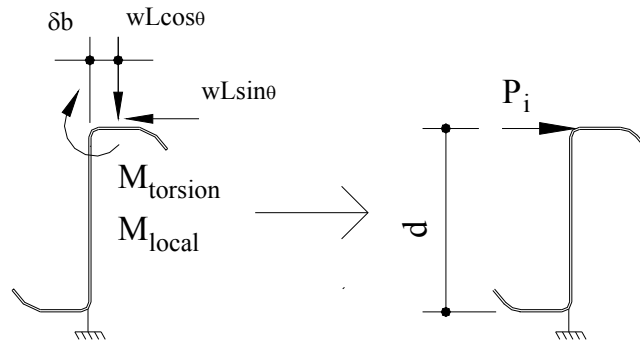 δb
wLcosθ
wLsinθ
M_torsion
M_local
P_i
d